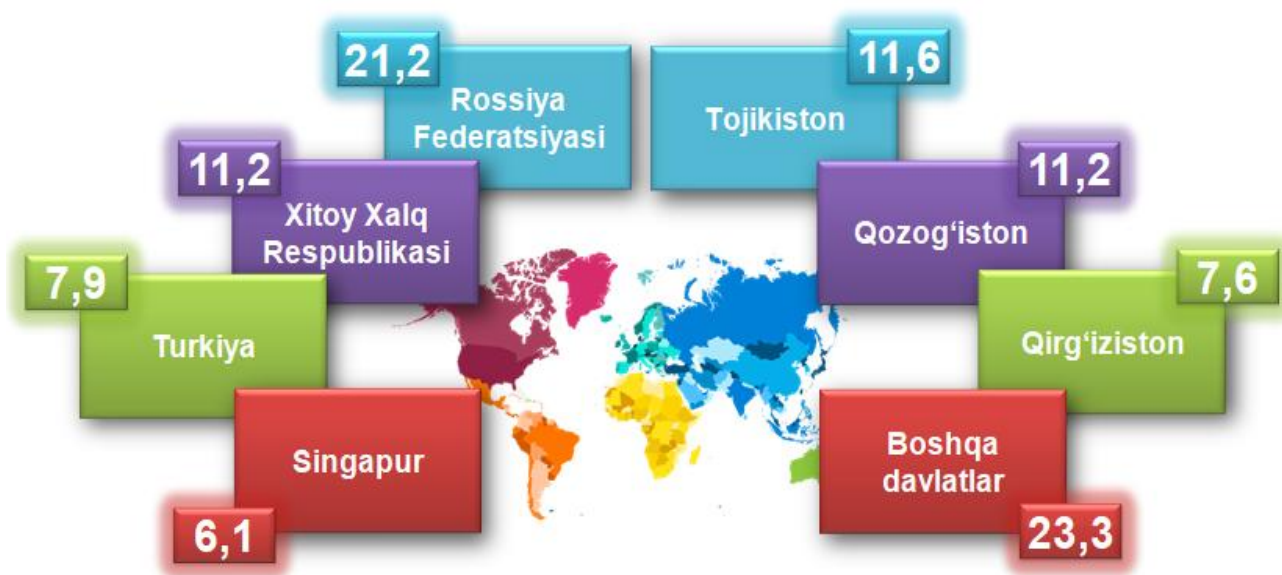 21,2
Rossiya
Federatsiyasi
11,6
Tojikiston
11,2
Xitoy Xalq
Respublikasi
11,2
Qozog‘iston
7,9
Turkiya
7,6
Qirg‘iziston
Singapur
6,1
Boshqa
davlatlar
23,3